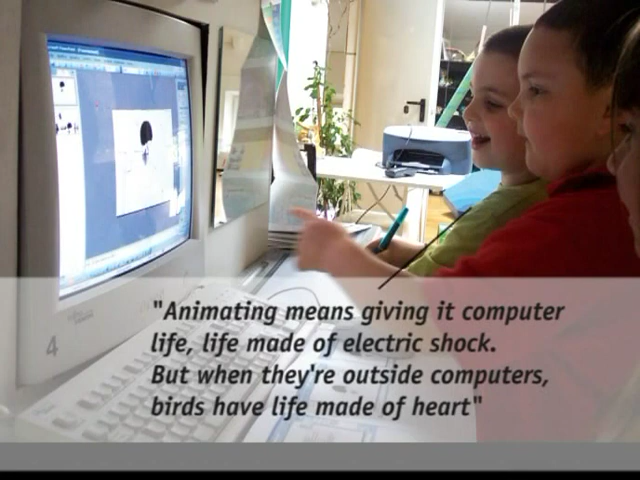 "Animating means giving it computer
life, life made of electric shock.
But when they're outside computers,
birds have life made of heart"
4